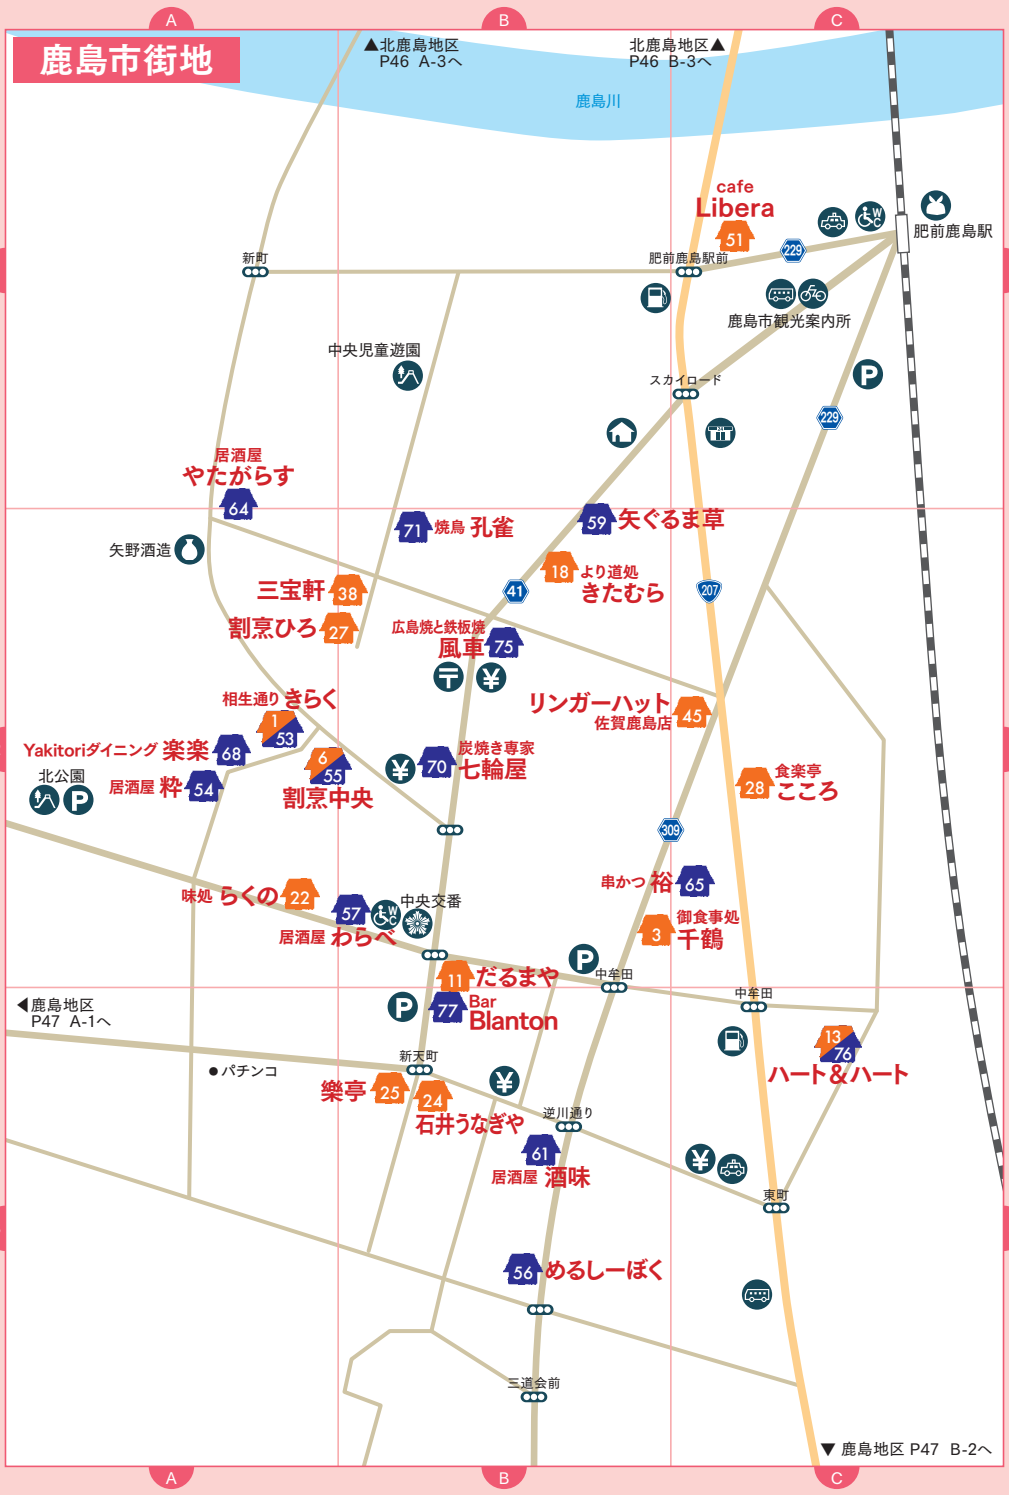 A
B
C
鹿島市街地
▲北鹿島地区
P46 A-3へ
北鹿島地区▲
P46 B-3へ
鹿島川
cafe
Libera
51
WC
肥前鹿島駅
229
新町
肥前鹿島駅前
鹿島市観光案内所
中央児童遊園
スカイロード
P
229
居酒屋
やたがらす
64
71
焼鳥 孔雀
59
矢ぐるま草
矢野酒造
18
より道処
きたむら
三宝軒
38
41
207
割烹ひろ
27
広島焼と鉄板焼
風車
75
〒
¥
相生通り きらく
1
53
リンガーハット
佐賀鹿島店
45
Yakitoriダイニング 楽楽
68
6
55
割烹中央
¥
70
炭焼き専家
七輪屋
北公園
P
居酒屋 粋
54
28
食楽亭
こころ
309
味処 らくの
22
57
居酒屋 わらべ
WC
中央交番
串かつ 裕
65
3
御食事処
千鶴
11
だるまや
P
中牟田
中牟田
◀鹿島地区
P47 A-1へ
P
77
Bar
Blanton
13
76
ハート＆ハート
新天町
●パチンコ
樂亭
25
24
石井うなぎや
¥
逆川通り
61
居酒屋 酒味
¥
東町
56
めるしーぼく
三道会前
▼ 鹿島地区 P47 B-2へ
A
B
C